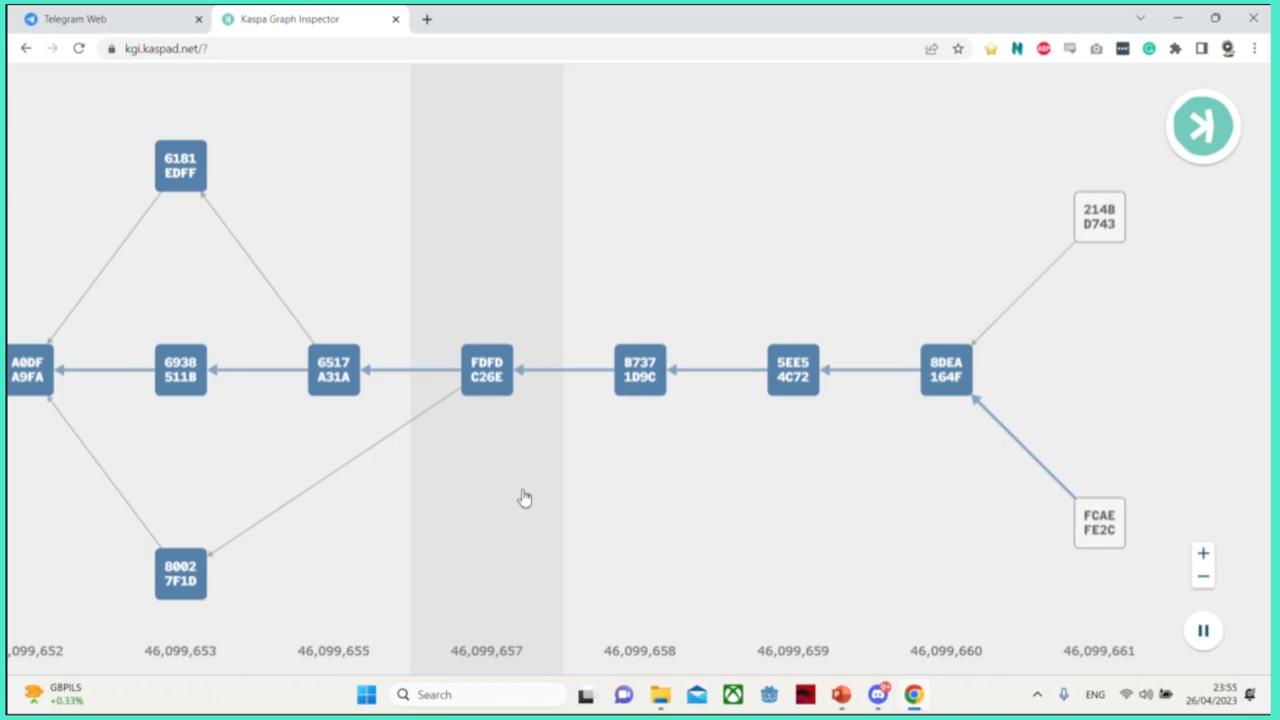 Telegram Web
Kaspa Graph Inspector
kgi.kaspad.net/?
ABP
6181
EDFF
214B
D743
A0DF
A9FA
6938
511B
6517
A31A
FDFD
C26E
B737
1D9C
5EE5
4C72
8DEA
164F
FCAE
FE2C
8002
7F1D
,099,652
46,099,653
46,099,655
46,099,657
46,099,658
46,099,659
46,099,660
46,099,661
GBPILS
+0.33%
Search
ENG
23:55
26/04/2023